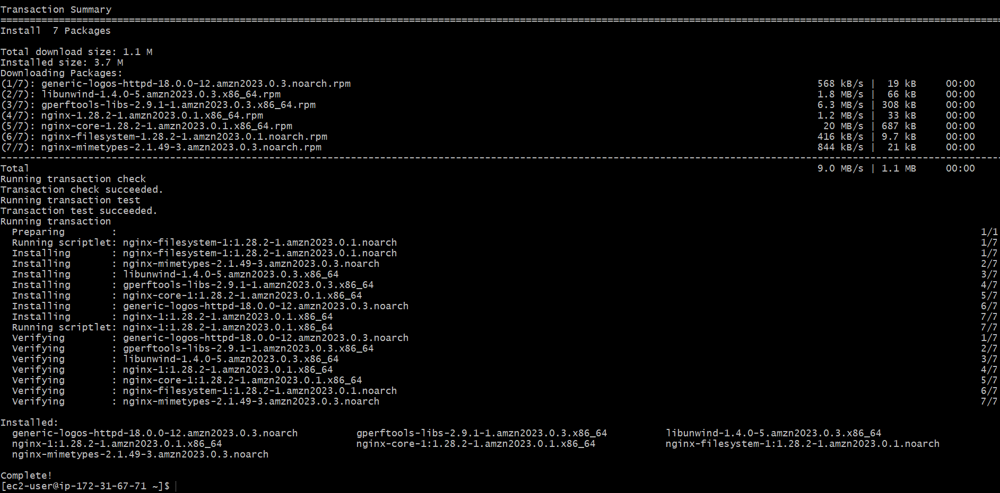 Transaction Summary
================================================================================================================================================================================
Install  7 Packages

Total download size: 1.1 M
Installed size: 3.7 M
Downloading Packages:
(1/7): generic-logos-httpd-18.0.0-12.amzn2023.0.3.noarch.rpm 568 kB/s |  19 kB     00:00
(2/7): libunwind-1.4.0-5.amzn2023.0.3.x86_64.rpm 1.8 MB/s |  66 kB     00:00
(3/7): gperftools-libs-2.9.1-1.amzn2023.0.3.x86_64.rpm 6.3 MB/s | 308 kB     00:00
(4/7): nginx-1.28.2-1.amzn2023.0.1.x86_64.rpm 1.2 MB/s |  33 kB     00:00
(5/7): nginx-core-1.28.2-1.amzn2023.0.1.x86_64.rpm 20 MB/s | 687 kB     00:00
(6/7): nginx-filesystem-1.28.2-1.amzn2023.0.1.noarch.rpm 416 kB/s | 9.7 kB     00:00
(7/7): nginx-mimetypes-2.1.49-3.amzn2023.0.3.noarch.rpm 844 kB/s |  21 kB     00:00
--------------------------------------------------------------------------------------------------------------------------------------------------------------------------------
Total 9.0 MB/s | 1.1 MB     00:00
Running transaction check
Transaction check succeeded.
Running transaction test
Transaction test succeeded.
Running transaction
  Preparing        : 1/1
  Running scriptlet: nginx-filesystem-1:1.28.2-1.amzn2023.0.1.noarch 1/7
  Installing       : nginx-filesystem-1:1.28.2-1.amzn2023.0.1.noarch 1/7
  Installing       : nginx-mimetypes-2.1.49-3.amzn2023.0.3.noarch 2/7
  Installing       : libunwind-1.4.0-5.amzn2023.0.3.x86_64 3/7
  Installing       : gperftools-libs-2.9.1-1.amzn2023.0.3.x86_64 4/7
  Installing       : nginx-core-1:1.28.2-1.amzn2023.0.1.x86_64 5/7
  Installing       : generic-logos-httpd-18.0.0-12.amzn2023.0.3.noarch 6/7
  Installing       : nginx-1:1.28.2-1.amzn2023.0.1.x86_64 7/7
  Running scriptlet: nginx-1:1.28.2-1.amzn2023.0.1.x86_64 7/7
  Verifying        : generic-logos-httpd-18.0.0-12.amzn2023.0.3.noarch 1/7
  Verifying        : gperftools-libs-2.9.1-1.amzn2023.0.3.x86_64 2/7
  Verifying        : libunwind-1.4.0-5.amzn2023.0.3.x86_64 3/7
  Verifying        : nginx-1:1.28.2-1.amzn2023.0.1.x86_64 4/7
  Verifying        : nginx-core-1:1.28.2-1.amzn2023.0.1.x86_64 5/7
  Verifying        : nginx-filesystem-1:1.28.2-1.amzn2023.0.1.noarch 6/7
  Verifying        : nginx-mimetypes-2.1.49-3.amzn2023.0.3.noarch 7/7

Installed:
  generic-logos-httpd-18.0.0-12.amzn2023.0.3.noarch          gperftools-libs-2.9.1-1.amzn2023.0.3.x86_64          libunwind-1.4.0-5.amzn2023.0.3.x86_64
  nginx-1:1.28.2-1.amzn2023.0.1.x86_64                       nginx-core-1:1.28.2-1.amzn2023.0.1.x86_64            nginx-filesystem-1:1.28.2-1.amzn2023.0.1.noarch
  nginx-mimetypes-2.1.49-3.amzn2023.0.3.noarch

Complete!
[ec2-user@ip-172-31-67-71 ~]$